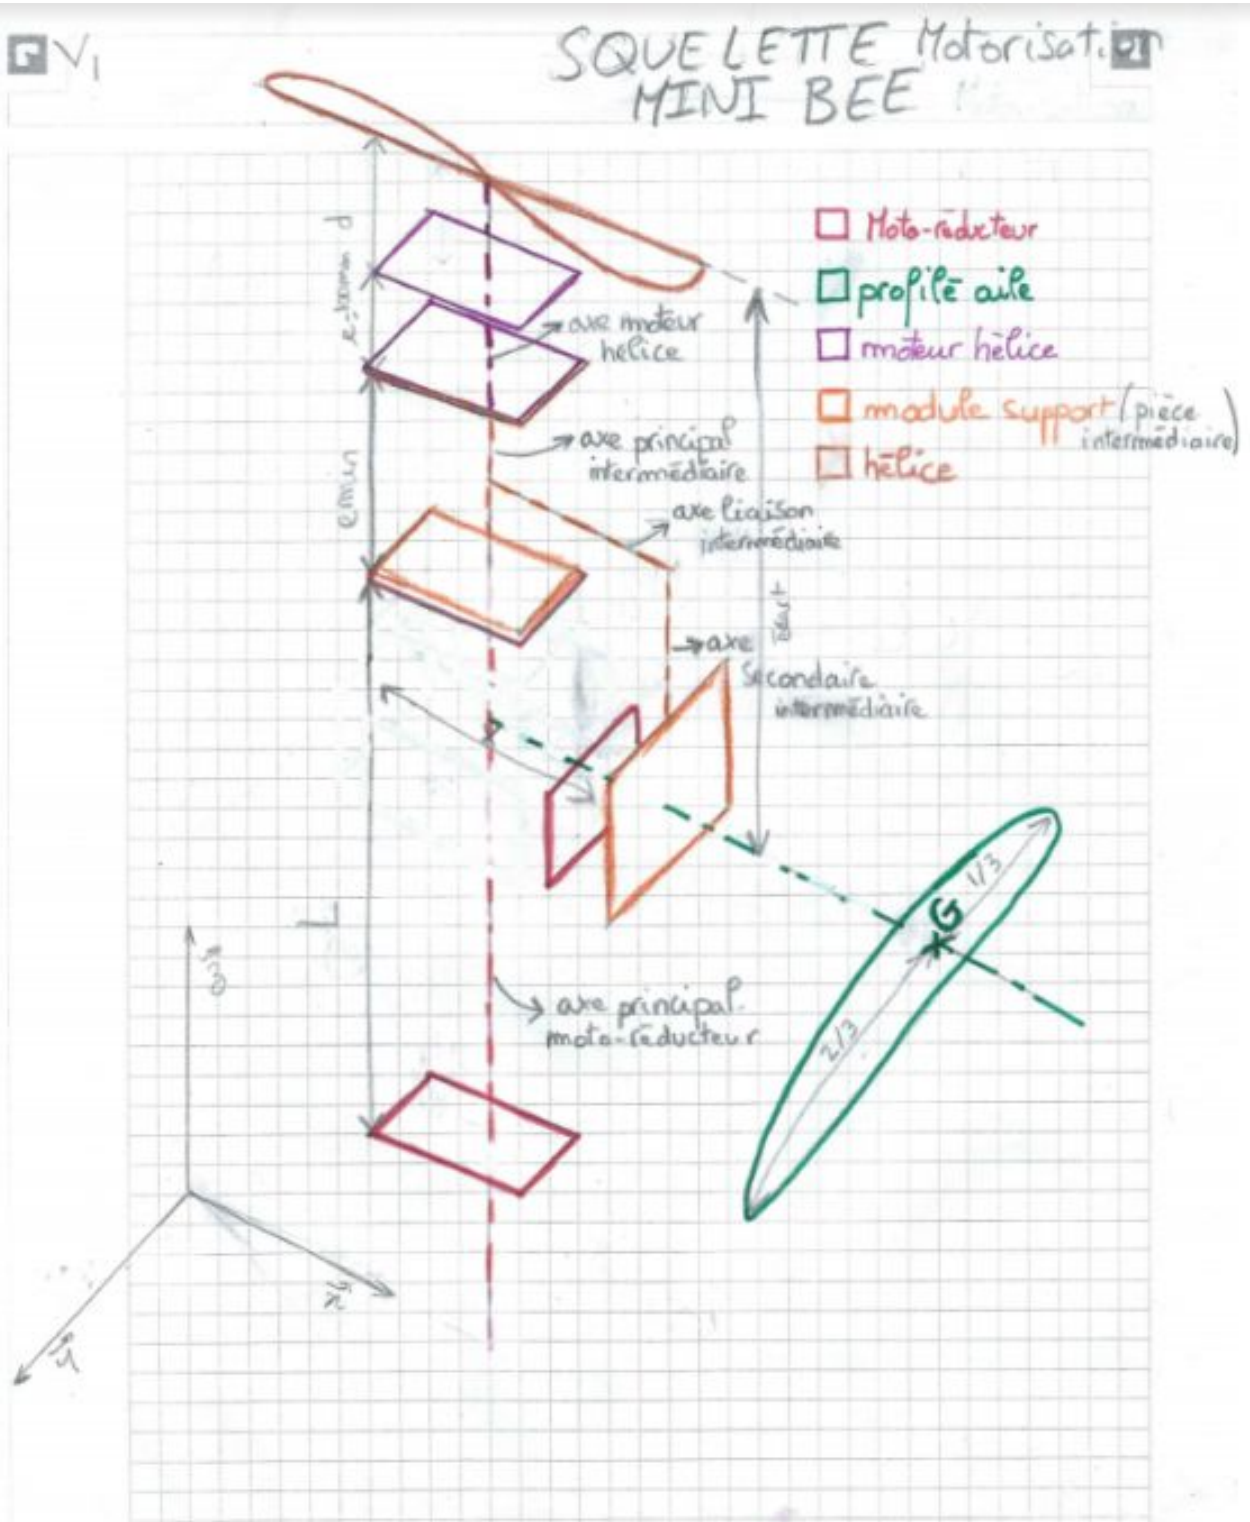 V1
SQUELETTE Motorisation
MINI BEE
d
Moto-réducteur
profilé aile
moteur hélice
module support (pièce
intermédiaire)
hélice
axe moteur
hélice
axe principal
intermédiaire
emin
axe liaison
intermédiaire
écart
axe
Secondaire
intermédiaire
1/3
G
2/3
L
axe principal
moto-réducteur
x
y